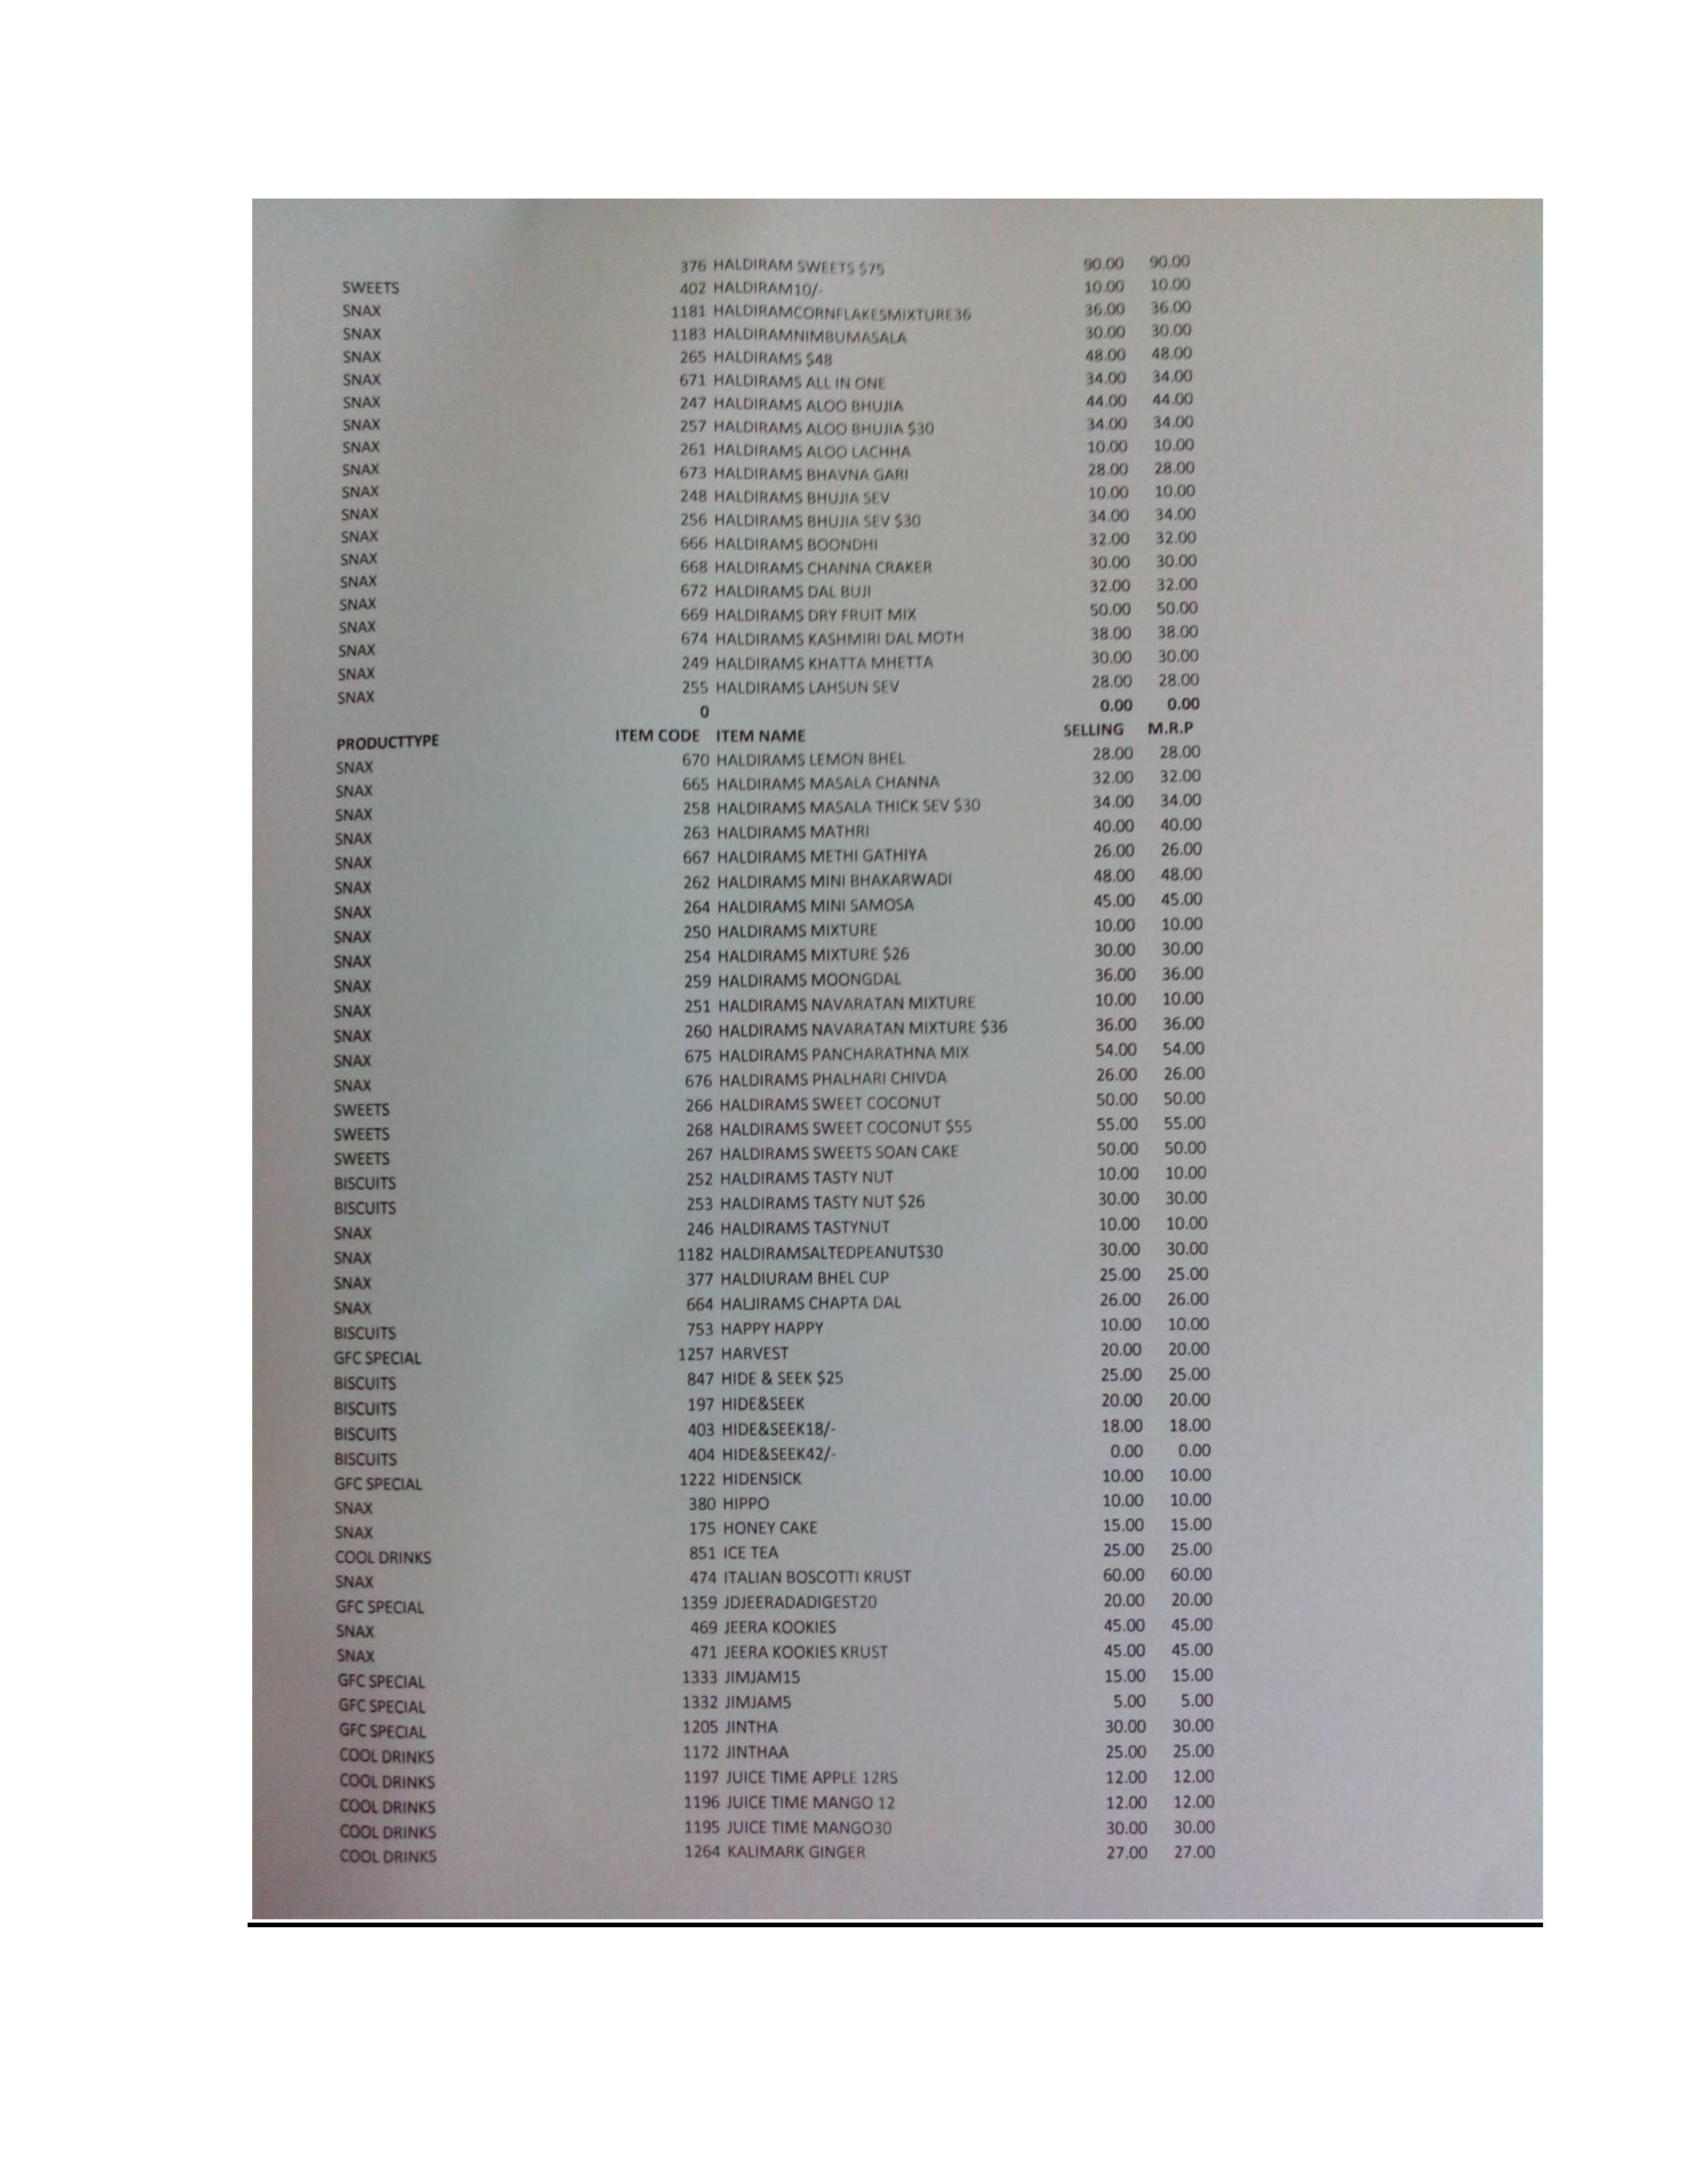 SWEETS 376 HALDIRAM SWEETS $75 90.00 90.00
SNAX 402 HALDIRAM10/- 10.00 10.00
SNAX 1181 HALDIRAMCORNFLAKESMIXTURE36 36.00 36.00
SNAX 1183 HALDIRAMNIMBUMASALA 30.00 30.00
SNAX 265 HALDIRAMS $48 48.00 48.00
SNAX 671 HALDIRAMS ALL IN ONE 34.00 34.00
SNAX 247 HALDIRAMS ALOO BHUJIA 44.00 44.00
SNAX 257 HALDIRAMS ALOO BHUJIA $30 34.00 34.00
SNAX 261 HALDIRAMS ALOO LACHHA 10.00 10.00
SNAX 673 HALDIRAMS BHAVNA GARI 28.00 28.00
SNAX 248 HALDIRAMS BHUJIA SEV 10.00 10.00
SNAX 256 HALDIRAMS BHUJIA SEV $30 34.00 34.00
SNAX 666 HALDIRAMS BOONDHI 32.00 32.00
SNAX 668 HALDIRAMS CHANNA CRAKER 30.00 30.00
SNAX 672 HALDIRAMS DAL BUJI 32.00 32.00
SNAX 669 HALDIRAMS DRY FRUIT MIX 50.00 50.00
SNAX 674 HALDIRAMS KASHMIRI DAL MOTH 38.00 38.00
SNAX 249 HALDIRAMS KHATTA MHETTA 30.00 30.00
SNAX 255 HALDIRAMS LAHSUN SEV 28.00 28.00
0 0.00 0.00
PRODUCTTYPE ITEM CODE ITEM NAME SELLING M.R.P
SNAX 670 HALDIRAMS LEMON BHEL 28.00 28.00
SNAX 665 HALDIRAMS MASALA CHANNA 32.00 32.00
SNAX 258 HALDIRAMS MASALA THICK SEV $30 34.00 34.00
SNAX 263 HALDIRAMS MATHRI 40.00 40.00
SNAX 667 HALDIRAMS METHI GATHIYA 26.00 26.00
SNAX 262 HALDIRAMS MINI BHAKARWADI 48.00 48.00
SNAX 264 HALDIRAMS MINI SAMOSA 45.00 45.00
SNAX 250 HALDIRAMS MIXTURE 10.00 10.00
SNAX 254 HALDIRAMS MIXTURE $26 30.00 30.00
SNAX 259 HALDIRAMS MOONGDAL 36.00 36.00
SNAX 251 HALDIRAMS NAVARATAN MIXTURE 10.00 10.00
SNAX 260 HALDIRAMS NAVARATAN MIXTURE $36 36.00 36.00
SNAX 675 HALDIRAMS PANCHARATHNA MIX 54.00 54.00
SNAX 676 HALDIRAMS PHALHARI CHIVDA 26.00 26.00
SWEETS 266 HALDIRAMS SWEET COCONUT 50.00 50.00
SWEETS 268 HALDIRAMS SWEET COCONUT $55 55.00 55.00
SWEETS 267 HALDIRAMS SWEETS SOAN CAKE 50.00 50.00
BISCUITS 252 HALDIRAMS TASTY NUT 10.00 10.00
BISCUITS 253 HALDIRAMS TASTY NUT $26 30.00 30.00
SNAX 246 HALDIRAMS TASTYNUT 10.00 10.00
SNAX 1182 HALDIRAMSALTEDPEANUTS30 30.00 30.00
SNAX 377 HALDIURAM BHEL CUP 25.00 25.00
SNAX 664 HALIJRAMS CHAPTA DAL 26.00 26.00
BISCUITS 753 HAPPY HAPPY 10.00 10.00
GFC SPECIAL 1257 HARVEST 20.00 20.00
BISCUITS 847 HIDE & SEEK $25 25.00 25.00
BISCUITS 197 HIDE&SEEK 20.00 20.00
BISCUITS 403 HIDE&SEEK18/- 18.00 18.00
BISCUITS 404 HIDE&SEEK42/- 0.00 0.00
GFC SPECIAL 1222 HIDENSICK 10.00 10.00
SNAX 380 HIPPO 10.00 10.00
SNAX 175 HONEY CAKE 15.00 15.00
COOL DRINKS 851 ICE TEA 25.00 25.00
SNAX 474 ITALIAN BOSCOTTI KRUST 60.00 60.00
GFC SPECIAL 1359 JDJEERADADIGEST20 20.00 20.00
SNAX 469 JEERA KOOKIES 45.00 45.00
SNAX 471 JEERA KOOKIES KRUST 45.00 45.00
GFC SPECIAL 1333 JIMJAM15 15.00 15.00
GFC SPECIAL 1332 JIMJAM5 5.00 5.00
GFC SPECIAL 1205 JINTHA 30.00 30.00
COOL DRINKS 1172 JINTHAA 25.00 25.00
COOL DRINKS 1197 JUICE TIME APPLE 12RS 12.00 12.00
COOL DRINKS 1196 JUICE TIME MANGO 12 12.00 12.00
COOL DRINKS 1195 JUICE TIME MANGO30 30.00 30.00
COOL DRINKS 1264 KALIMARK GINGER 27.00 27.00